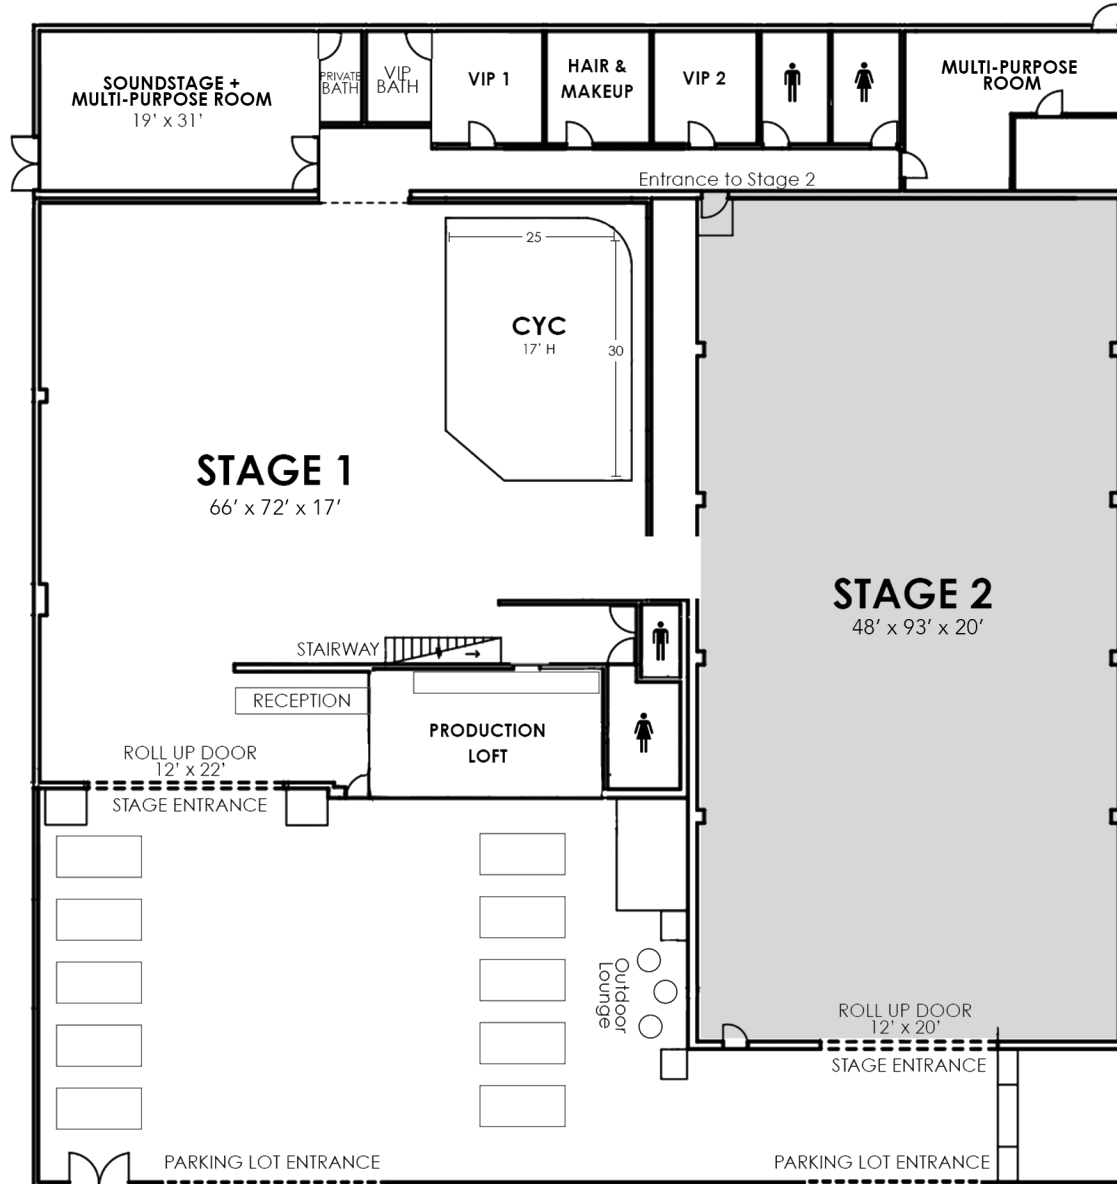 SOUNDSTAGE +
MULTI-PURPOSE ROOM
19' x 31'
PRIVATE
BATH
VIP
BATH
VIP 1
HAIR &
MAKEUP
VIP 2
MULTI-PURPOSE
ROOM
Entrance to Stage 2
25
CYC
17' H
30
STAGE 1
66' x 72' x 17'
STAGE 2
48' x 93' x 20'
STAIRWAY
RECEPTION
PRODUCTION
LOFT
ROLL UP DOOR
12' x 22'
STAGE ENTRANCE
Outdoor
Lounge
ROLL UP DOOR
12' x 20'
STAGE ENTRANCE
PARKING LOT ENTRANCE
PARKING LOT ENTRANCE